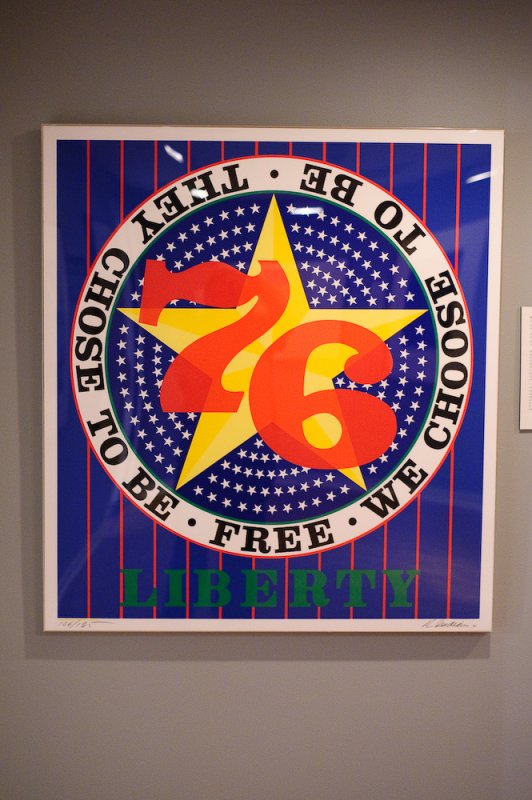 THEY CHOSE TO BE · FREE · WE CHOOSE TO BE ·
76
LIBERTY